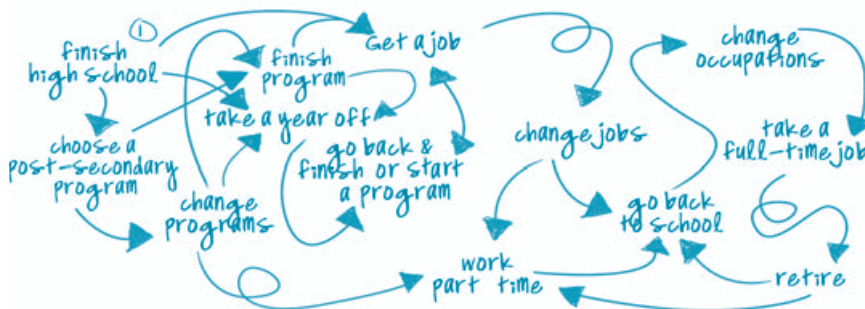 1
finish
high school
finish
program
Get a job
change
occupations
take a year off
choose a
post-secondary
program
go back &
finish or start
a program
change jobs
take a
full-time job
change
programs
go back
to school
work
part time
retire